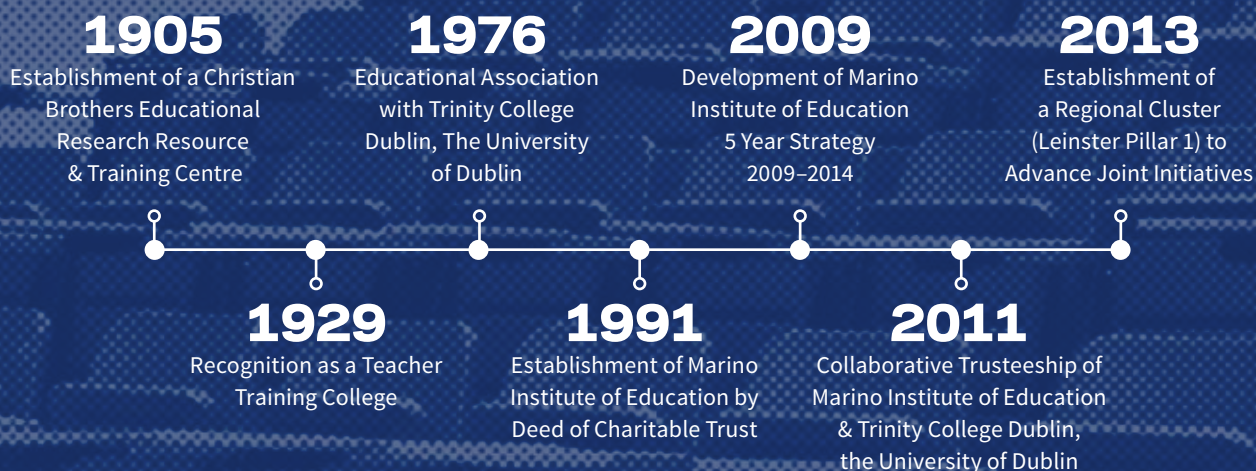 1905
Establishment of a Christian
Brothers Educational
Research Resource
& Training Centre
1929
Recognition as a Teacher
Training College
1976
Educational Association
with Trinity College
Dublin, The University
of Dublin
1991
Establishment of Marino
Institute of Education by
Deed of Charitable Trust
2009
Development of Marino
Institute of Education
5 Year Strategy
2009–2014
2011
Collaborative Trusteeship of
Marino Institute of Education
& Trinity College Dublin,
the University of Dublin
2013
Establishment of
a Regional Cluster
(Leinster Pillar 1) to
Advance Joint Initiatives